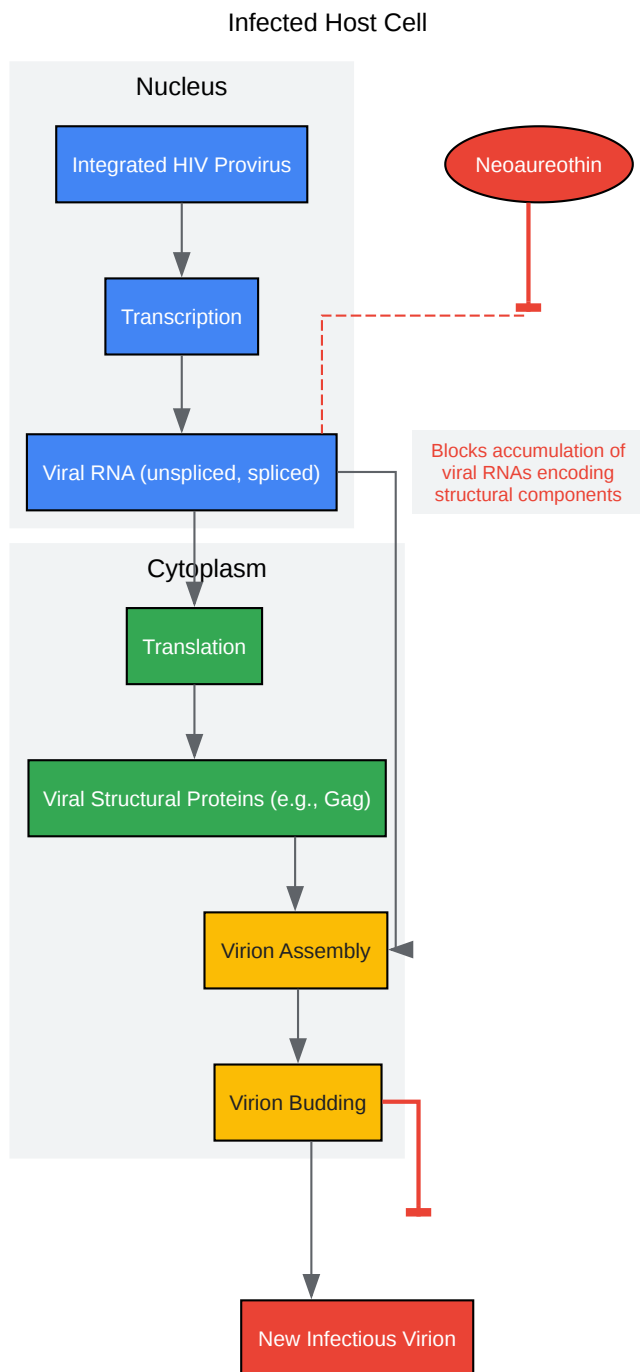 Infected Host Cell
Nucleus
Integrated HIV Provirus
Neoaureothin
Transcription
Viral RNA (unspliced, spliced)
Blocks accumulation of
viral RNAs encoding
structural components
Cytoplasm
Translation
Viral Structural Proteins (e.g., Gag)
Virion Assembly
Virion Budding
New Infectious Virion